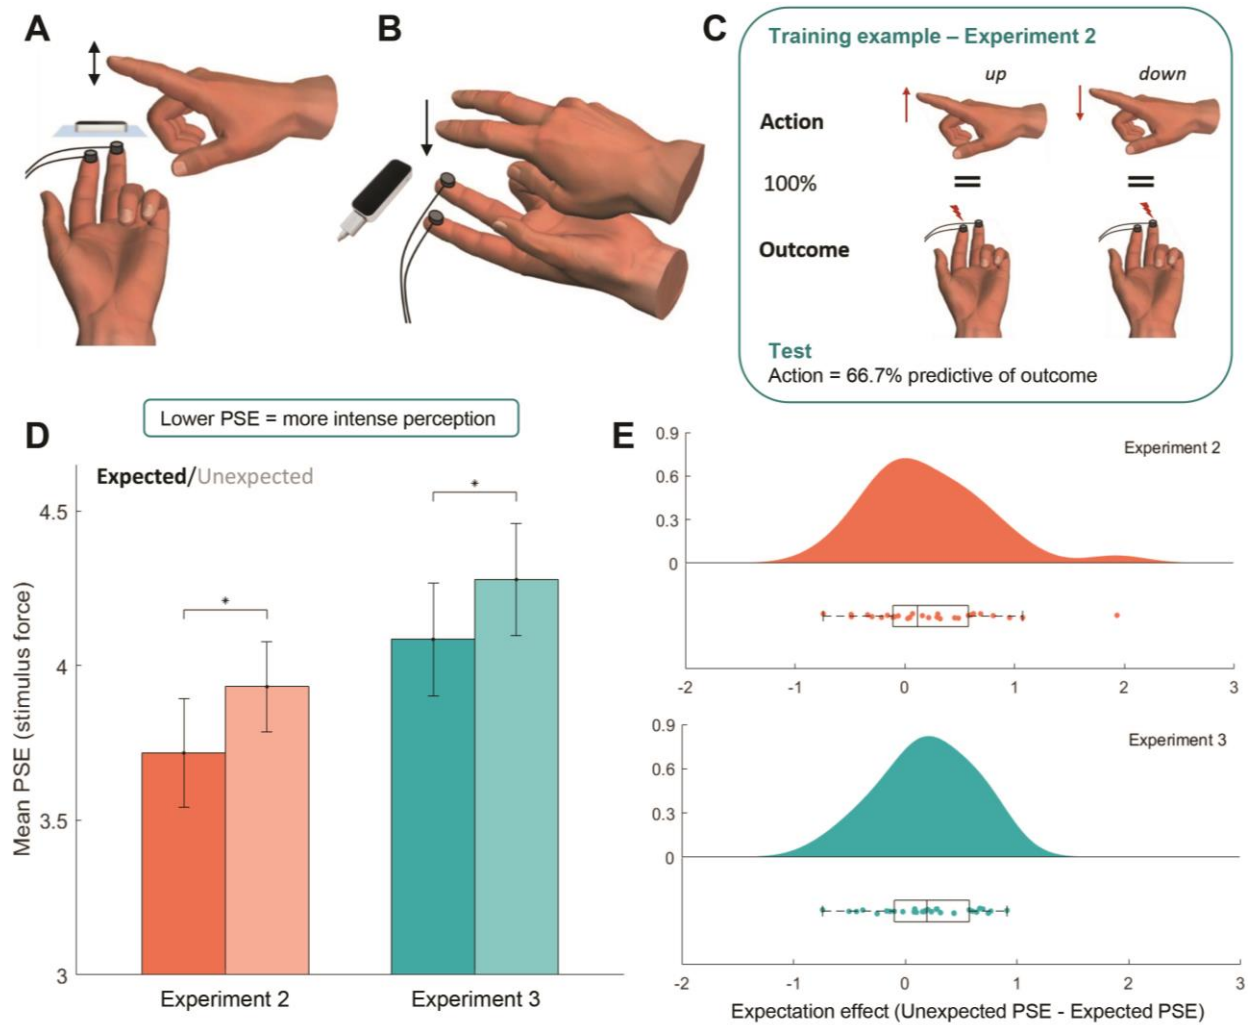 A
B
C
Training example – Experiment 2
up
down
Action
100%
=
=
Outcome
Test
Action = 66.7% predictive of outcome
Lower PSE = more intense perception
D
Expected/Unexpected
Mean PSE (stimulus force)
4.5
4
3.5
3
*
*
Experiment 2
Experiment 3
E
Experiment 2
0.9
0.6
0.3
0
-2
-1
0
1
2
3
Experiment 3
0.9
0.6
0.3
0
-2
-1
0
1
2
3
Expectation effect (Unexpected PSE - Expected PSE)